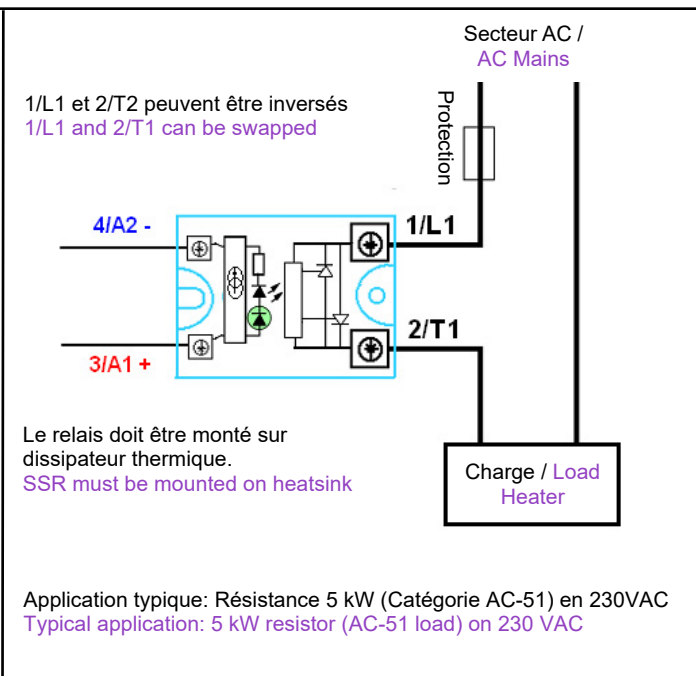 Secteur AC /
AC Mains
1/L1 et 2/T2 peuvent être inversés
1/L1 and 2/T1 can be swapped
Protection
4/A2 -
1/L1
2/T1
3/A1 +
Le relais doit être monté sur
dissipateur thermique.
SSR must be mounted on heatsink
Charge / Load
Heater
Application typique: Résistance 5 kW (Catégorie AC-51) en 230VAC
Typical application: 5 kW resistor (AC-51 load) on 230 VAC